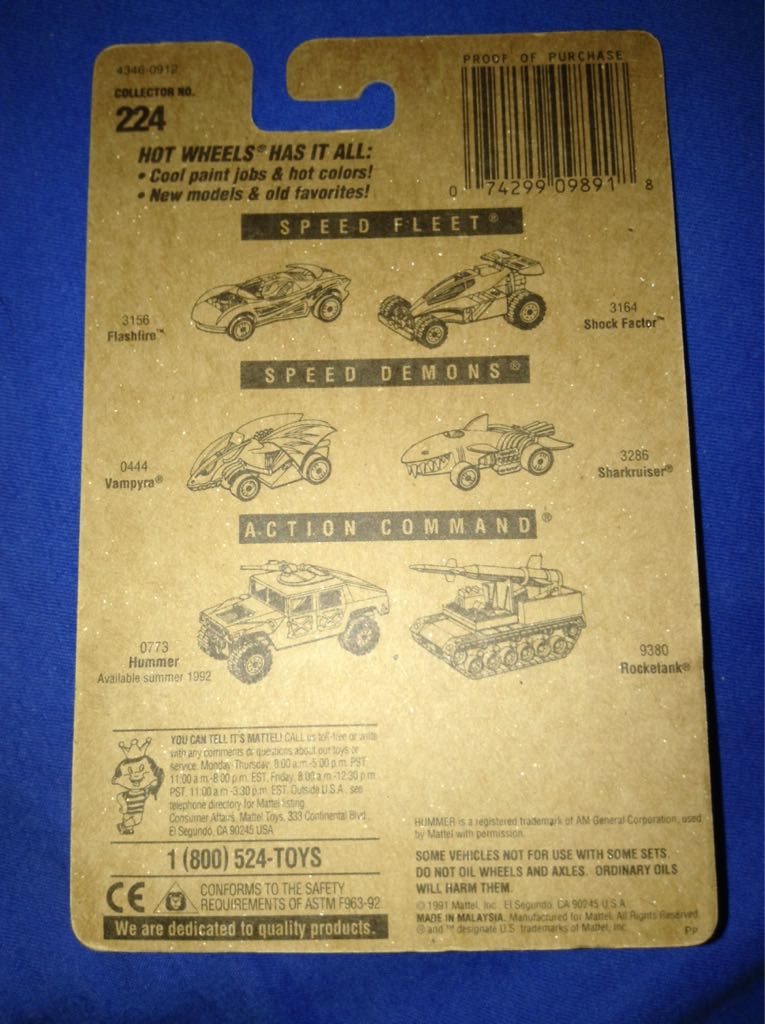 4346-0912
COLLECTOR NO.
224
PROOF OF PURCHASE
0 74299 09891 8
HOT WHEELS® HAS IT ALL:
• Cool paint jobs & hot colors!
• New models & old favorites!
SPEED FLEET®
3156
Flashfire™
3164
Shock Factor™
SPEED DEMONS®
0444
Vampyra®
3286
Sharkruiser®
ACTION COMMAND®
0773
Hummer
Available summer 1992
9380
Rocketank®
YOU CAN TELL IT'S MATTEL! CALL us toll-free or write
with any comments or questions about our toys or
service. Monday-Thursday, 8:00 a.m.-5:00 p.m. PST
11:00 a.m.-8:00 p.m. EST, Friday, 8:00 a.m.-12:30 p.m.
PST, 11:00 a.m.-3:30 p.m. EST. Outside U.S.A., see
telephone directory for Mattel listing.
Consumer Affairs, Mattel Toys, 333 Continental Blvd.,
El Segundo, CA 90245 USA
1 (800) 524-TOYS
CE
CONFORMS TO THE SAFETY
REQUIREMENTS OF ASTM F963-92
We are dedicated to quality products.
HUMMER is a registered trademark of AM General Corporation, used
by Mattel with permission.
SOME VEHICLES NOT FOR USE WITH SOME SETS.
DO NOT OIL WHEELS AND AXLES. ORDINARY OILS
WILL HARM THEM.
© 1991 Mattel, Inc. El Segundo, CA 90245 U.S.A.
MADE IN MALAYSIA. Manufactured for Mattel. All Rights Reserved.
® and ™ designate U.S. trademarks of Mattel, Inc.
PP